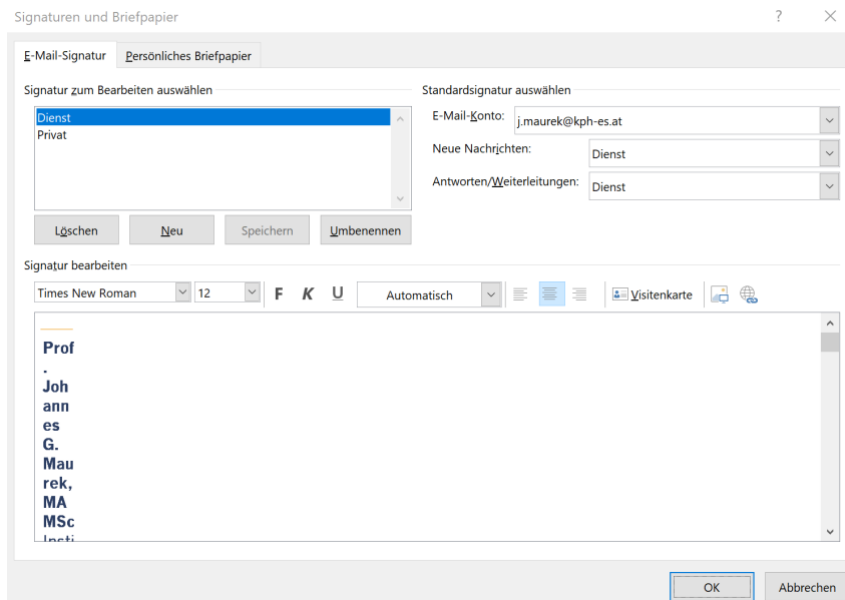 Signaturen und Briefpapier
?
E-Mail-Signatur
Persönliches Briefpapier
Signatur zum Bearbeiten auswählen
Dienst
Privat
Löschen
Neu
Speichern
Umbenennen
Standardsignatur auswählen
E-Mail-Konto: j.maurek@kph-es.at
Neue Nachrichten: Dienst
Antworten/Weiterleitungen: Dienst
Signatur bearbeiten
Times New Roman 12 F K U Automatisch Visitenkarte
Prof
.
Joh
ann
es
G.
Mau
rek,
MA
MSc
Insti
OK
Abbrechen